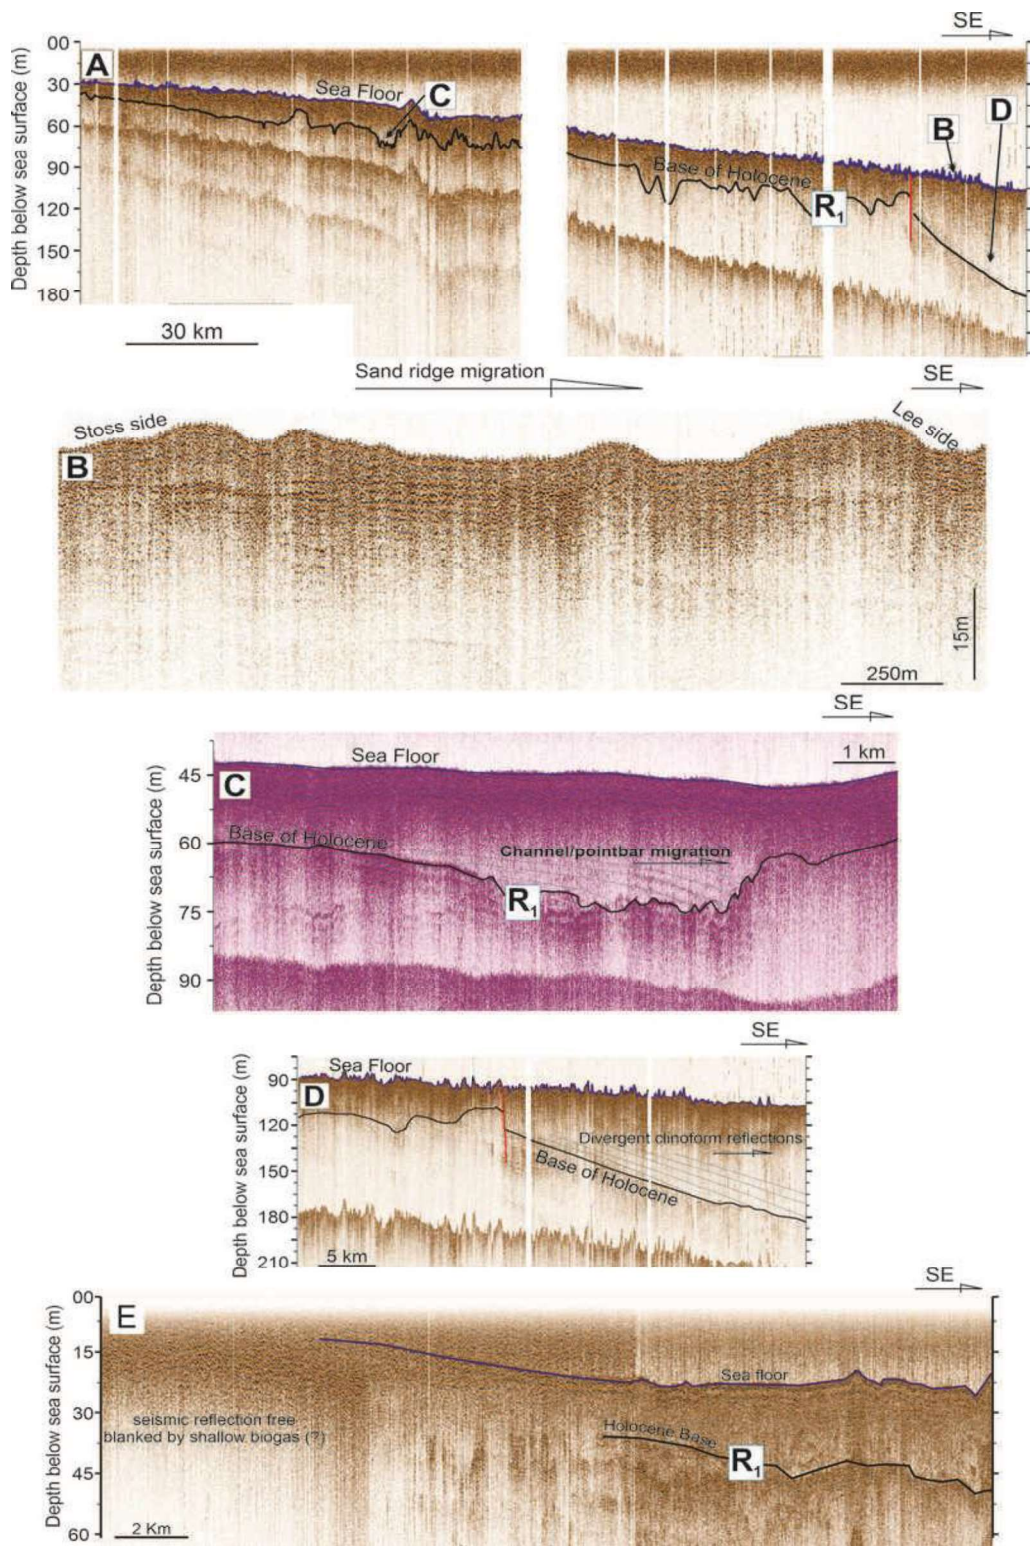 SE
00
30
60
90
120
150
180
Depth below sea surface (m)
A
Sea Floor
C
B
D
Base of Holocene
R1
30 km
Sand ridge migration
SE
Stoss side
Lee side
B
15m
250m
SE
1 km
Sea Floor
C
45
60
75
90
Depth below sea surface (m)
Base of Holocene
Channel/pointbar migration
R1
SE
Sea Floor
D
90
120
150
180
210
Depth below sea surface (m)
Divergent clinoform reflections
Base of Holocene
5 km
SE
00
15
30
45
60
Depth below sea surface (m)
E
Sea floor
seismic reflection free
blanked by shallow biogas (?)
Holocene Base
R1
2 Km